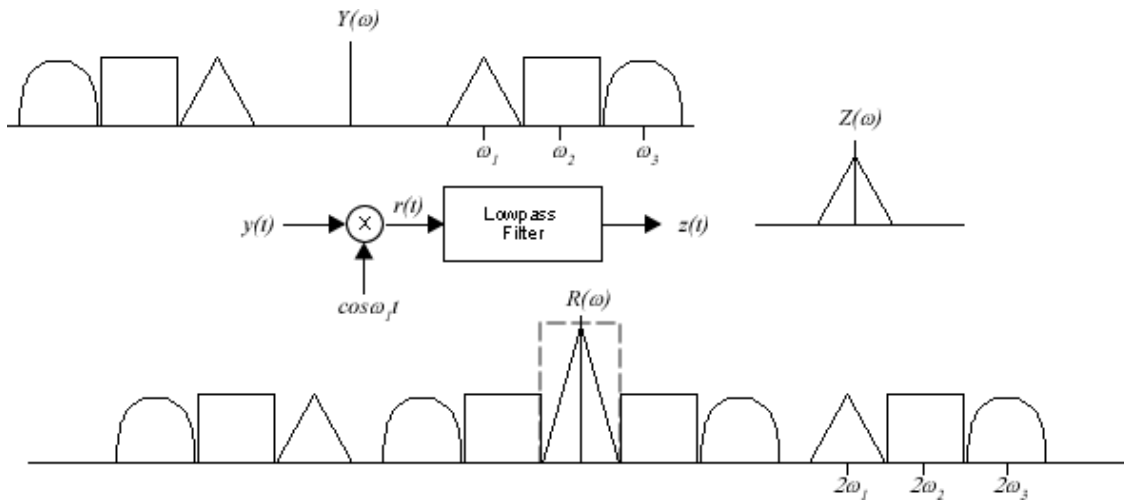 Y(ω)
ω₁ ω₂ ω₃
Z(ω)
y(t) r(t) Lowpass Filter z(t)
cosω₁t
R(ω)
2ω₁ 2ω₂ 2ω₃